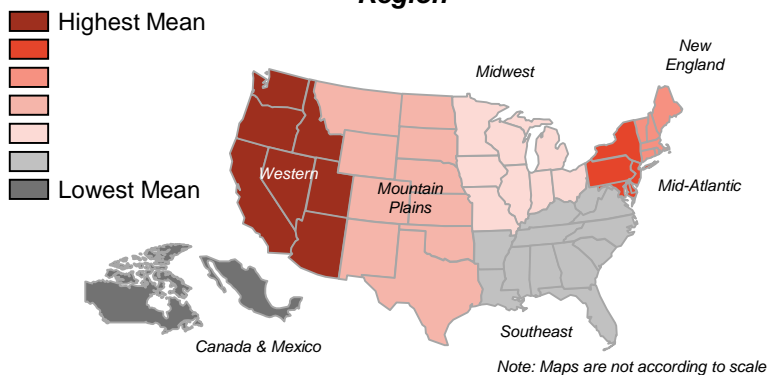 Region
Highest Mean
Lowest Mean
New
England
Midwest
Western
Mountain
Plains
Mid-Atlantic
Southeast
Canada & Mexico
Note: Maps are not according to scale